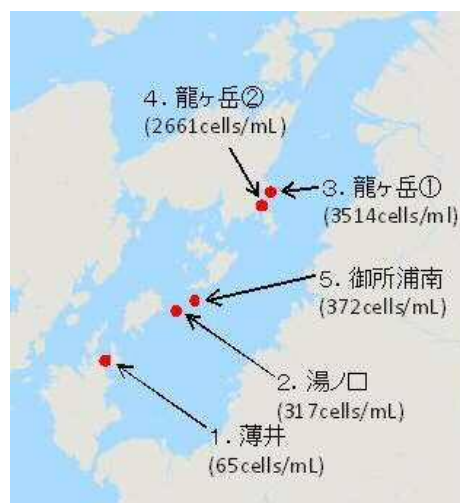 4. 龍ヶ岳②
(2661cells/mL)
3. 龍ヶ岳①
(3514cells/ml)
5. 御所浦南
(372cells/mL)
2. 湯ノ口
(317cells/mL)
1. 薄井
(65cells/mL)